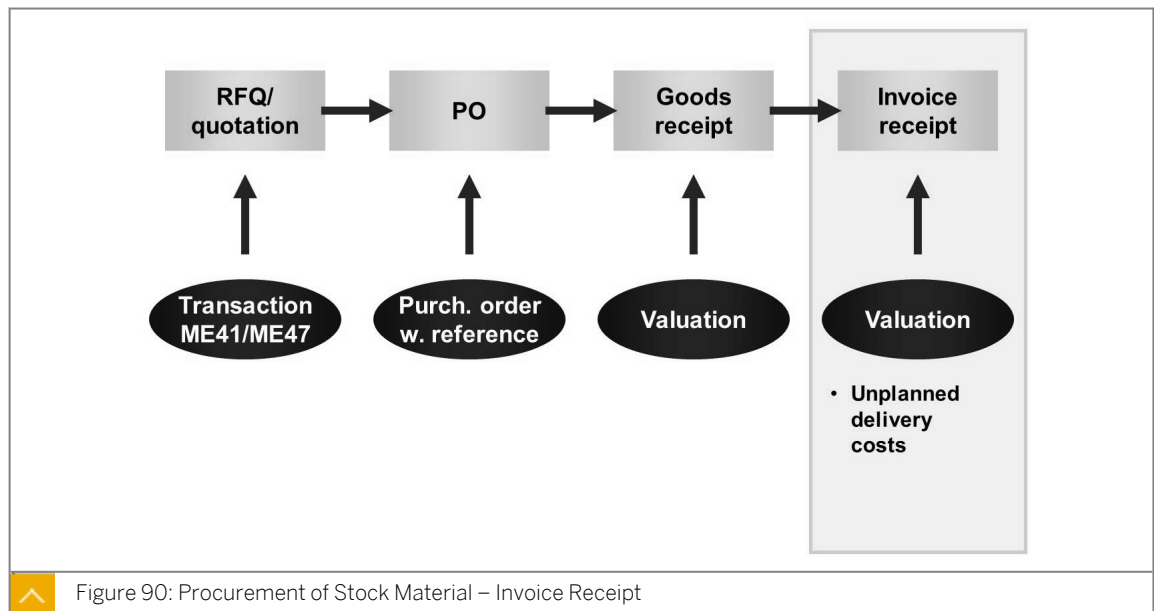 RFQ/
quotation
PO
Goods
receipt
Invoice
receipt
Transaction
ME41/ME47
Purch. order
w. reference
Valuation
Valuation
• Unplanned
delivery
costs
Figure 90: Procurement of Stock Material – Invoice Receipt